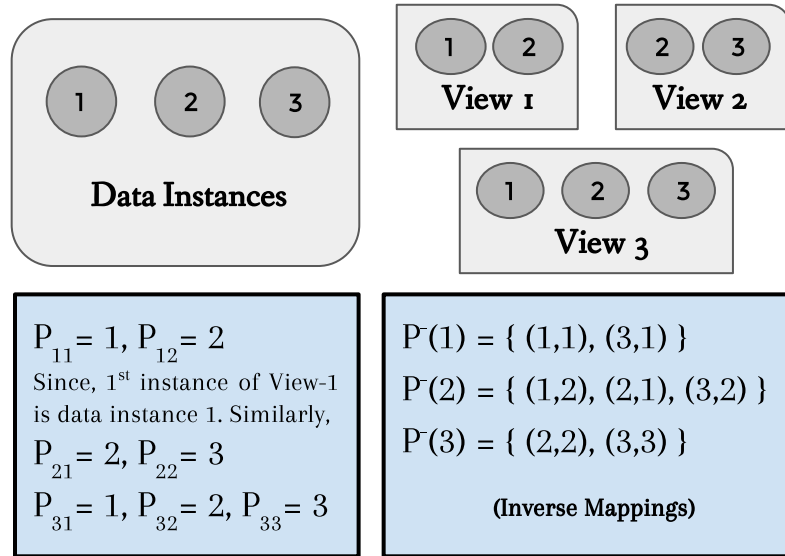 1 2 3
Data Instances
1 2
View 1
2 3
View 2
1 2 3
View 3
P₁₁= 1, P₁₂= 2
Since, 1ˢᵗ instance of View-1
is data instance 1. Similarly,
P₂₁= 2, P₂₂= 3
P₃₁= 1, P₃₂= 2, P₃₃= 3
P⁻(1) = { (1,1), (3,1) }
P⁻(2) = { (1,2), (2,1), (3,2) }
P⁻(3) = { (2,2), (3,3) }
(Inverse Mappings)